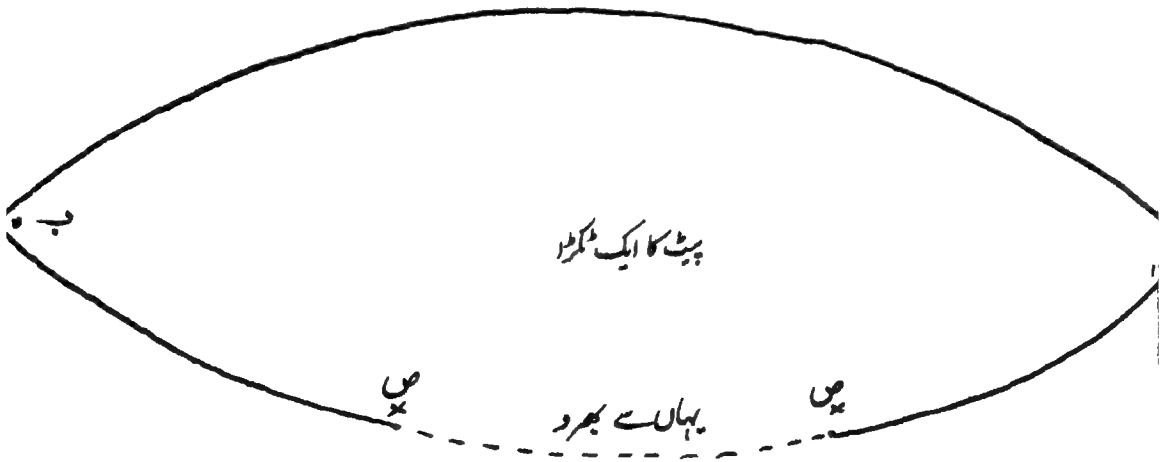 ب
ا
پیٹ کا ایک ٹکڑا
ص
ص
یہاں سے بھرو